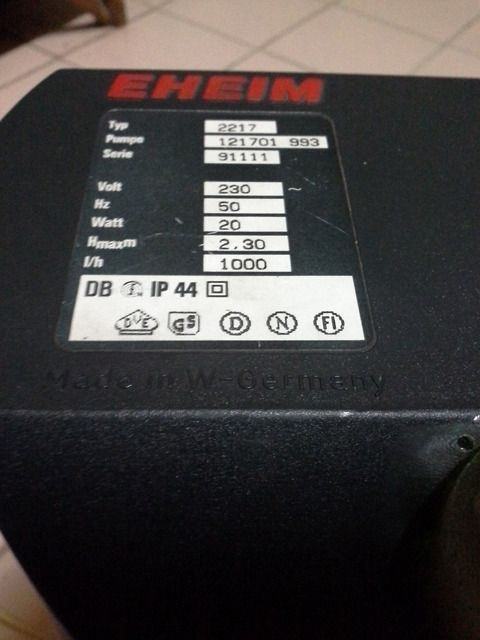 EHEIM
Typ 2217
Pumpe 121701 993
Serie 91111
Volt 230 ~
Hz 50
Watt 20
Hmaxm 2.30
l/h 1000
DB IP 44
DVE GS D N FI
Made in W-Germany